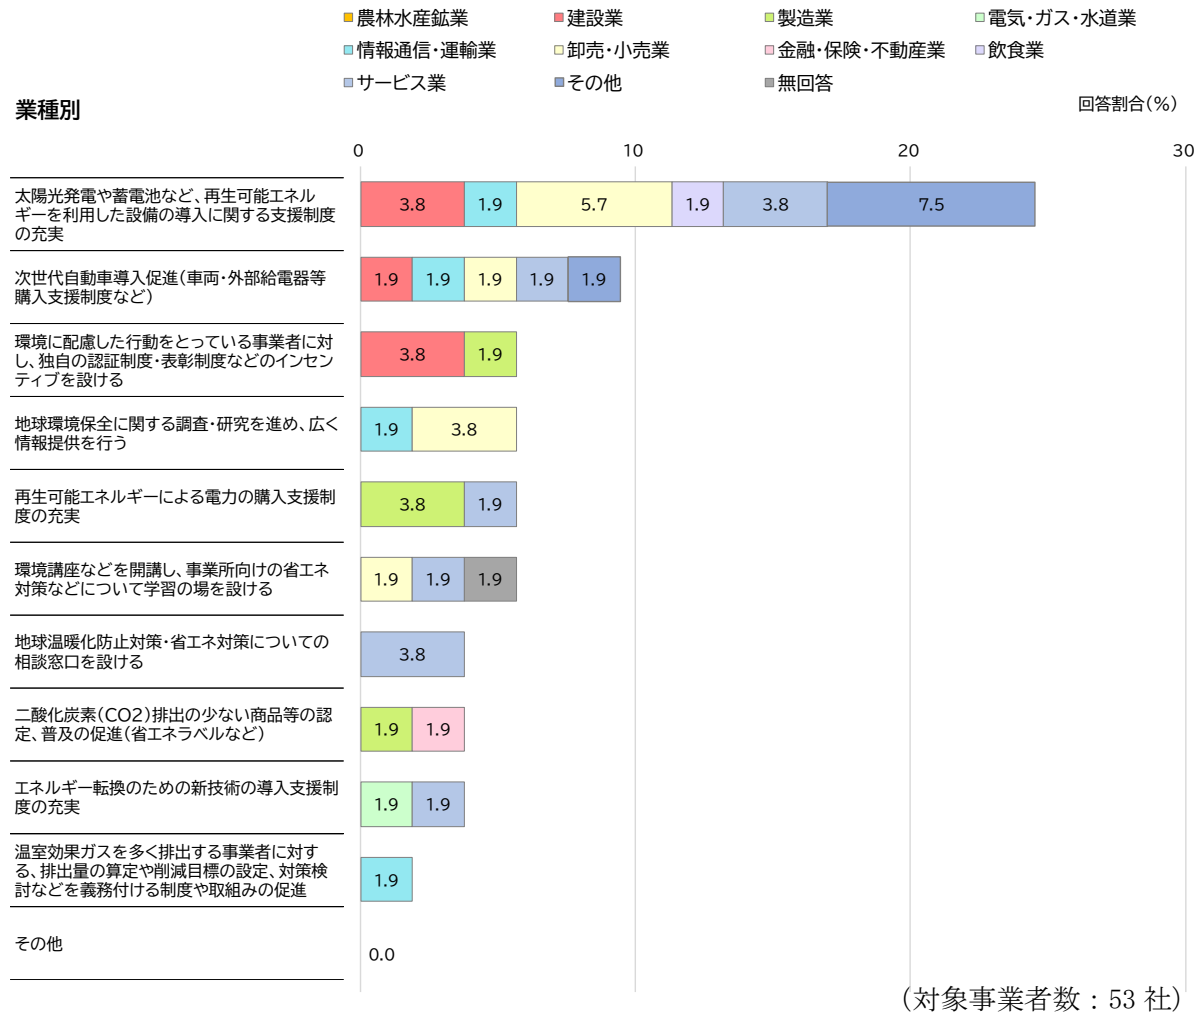 農林水産鉱業 建設業 製造業 電気・ガス・水道業
情報通信・運輸業 卸売・小売業 金融・保険・不動産業 飲食業
サービス業 その他 無回答
業種別
回答割合(%)
0 10 20 30
太陽光発電や蓄電池など、再生可能エネル
ギーを利用した設備の導入に関する支援制度
の充実
3.8 1.9 5.7 1.9 3.8 7.5
次世代自動車導入促進(車両・外部給電器等
購入支援制度など)
1.9 1.9 1.9 1.9 1.9
環境に配慮した行動をとっている事業者に対
し、独自の認証制度・表彰制度などのインセン
ティブを設ける
3.8 1.9
地球環境保全に関する調査・研究を進め、広く
情報提供を行う
1.9 3.8
再生可能エネルギーによる電力の購入支援制
度の充実
3.8 1.9
環境講座などを開講し、事業所向けの省エネ
対策などについて学習の場を設ける
1.9 1.9 1.9
地球温暖化防止対策・省エネ対策についての
相談窓口を設ける
3.8
二酸化炭素(CO2)排出の少ない商品等の認
定、普及の促進(省エネラベルなど)
1.9 1.9
エネルギー転換のための新技術の導入支援制
度の充実
1.9 1.9
温室効果ガスを多く排出する事業者に対す
る、排出量の算定や削減目標の設定、対策検
討などを義務付ける制度や取組みの促進
1.9
その他
0.0
(対象事業者数:53 社)